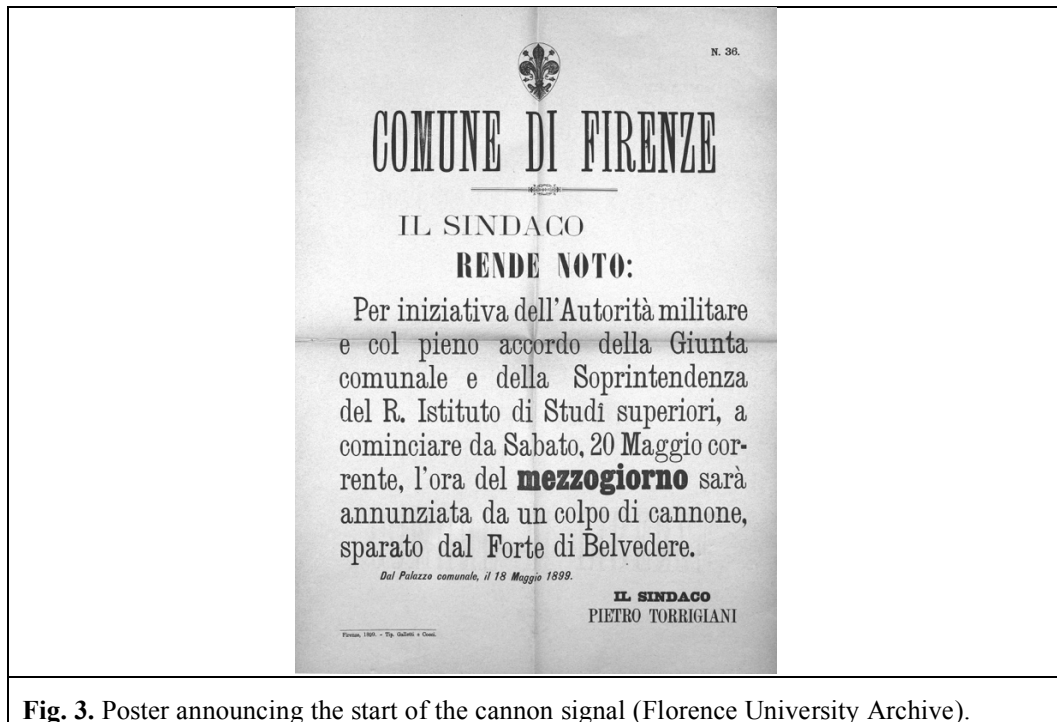 N. 36.
COMUNE DI FIRENZE
IL SINDACO
RENDE NOTO:
Per iniziativa dell'Autorità militare
e col pieno accordo della Giunta
comunale e della Soprintendenza
del R. Istituto di Studî superiori, a
cominciare da Sabato, 20 Maggio cor-
rente, l'ora del mezzogiorno sarà
annunziata da un colpo di cannone,
sparato dal Forte di Belvedere.
Dal Palazzo comunale, il 18 Maggio 1899.
IL SINDACO
PIETRO TORRIGIANI
Firenze, 1899. – Tip. Galletti e Cocci.
Fig. 3. Poster announcing the start of the cannon signal (Florence University Archive).